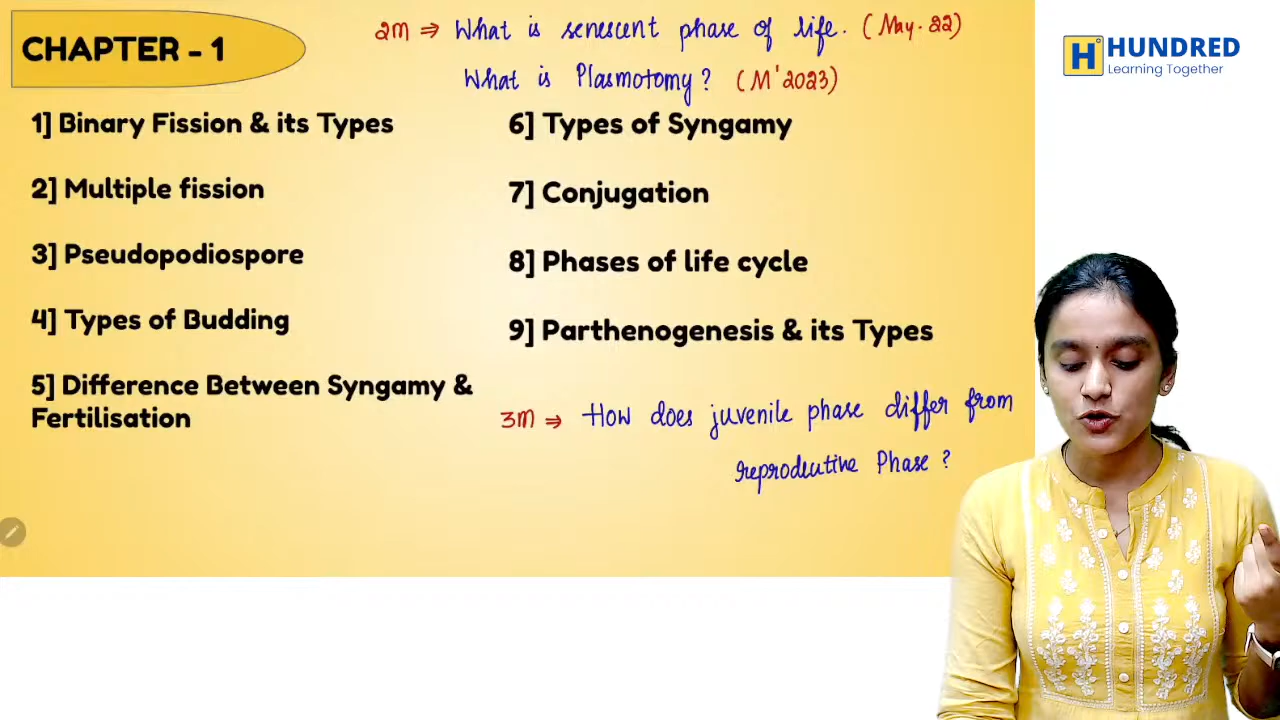 CHAPTER - 1
2M ⇒ What is senescent phase of life. (May-22)
What is Plasmotomy? (M'2023)
HUNDRED
Learning Together
1] Binary Fission & its Types
2] Multiple fission
3] Pseudopodiospore
4] Types of Budding
5] Difference Between Syngamy &
Fertilisation
6] Types of Syngamy
7] Conjugation
8] Phases of life cycle
9] Parthenogenesis & its Types
3M ⇒ How does juvenile phase differ from
reproductive Phase ?